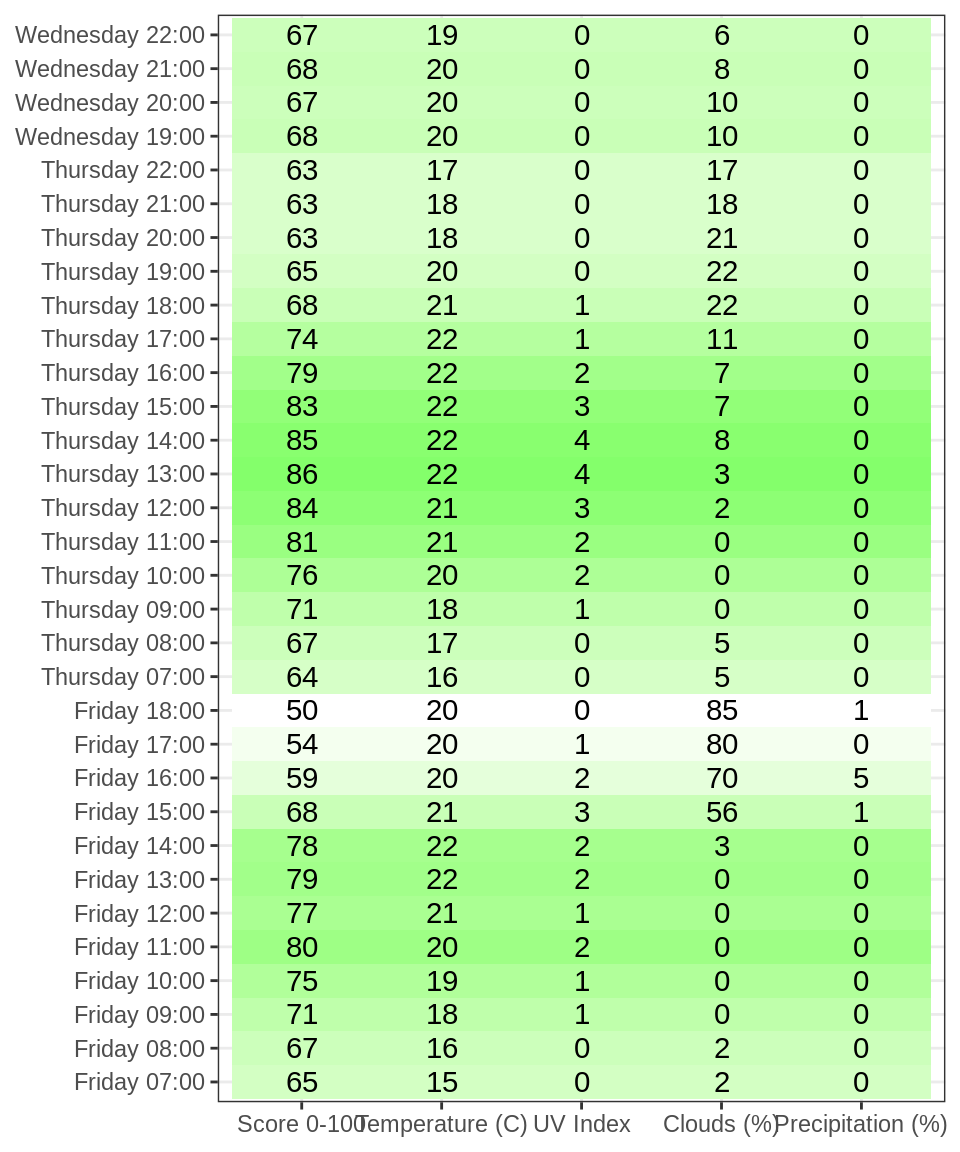 Wednesday 22:00 67 19 0 6 0
Wednesday 21:00 68 20 0 8 0
Wednesday 20:00 67 20 0 10 0
Wednesday 19:00 68 20 0 10 0
Thursday 22:00 63 17 0 17 0
Thursday 21:00 63 18 0 18 0
Thursday 20:00 63 18 0 21 0
Thursday 19:00 65 20 0 22 0
Thursday 18:00 68 21 1 22 0
Thursday 17:00 74 22 1 11 0
Thursday 16:00 79 22 2 7 0
Thursday 15:00 83 22 3 7 0
Thursday 14:00 85 22 4 8 0
Thursday 13:00 86 22 4 3 0
Thursday 12:00 84 21 3 2 0
Thursday 11:00 81 21 2 0 0
Thursday 10:00 76 20 2 0 0
Thursday 09:00 71 18 1 0 0
Thursday 08:00 67 17 0 5 0
Thursday 07:00 64 16 0 5 0
Friday 18:00 50 20 0 85 1
Friday 17:00 54 20 1 80 0
Friday 16:00 59 20 2 70 5
Friday 15:00 68 21 3 56 1
Friday 14:00 78 22 2 3 0
Friday 13:00 79 22 2 0 0
Friday 12:00 77 21 1 0 0
Friday 11:00 80 20 2 0 0
Friday 10:00 75 19 1 0 0
Friday 09:00 71 18 1 0 0
Friday 08:00 67 16 0 2 0
Friday 07:00 65 15 0 2 0
Score 0-100 Temperature (C) UV Index Clouds (%) Precipitation (%)